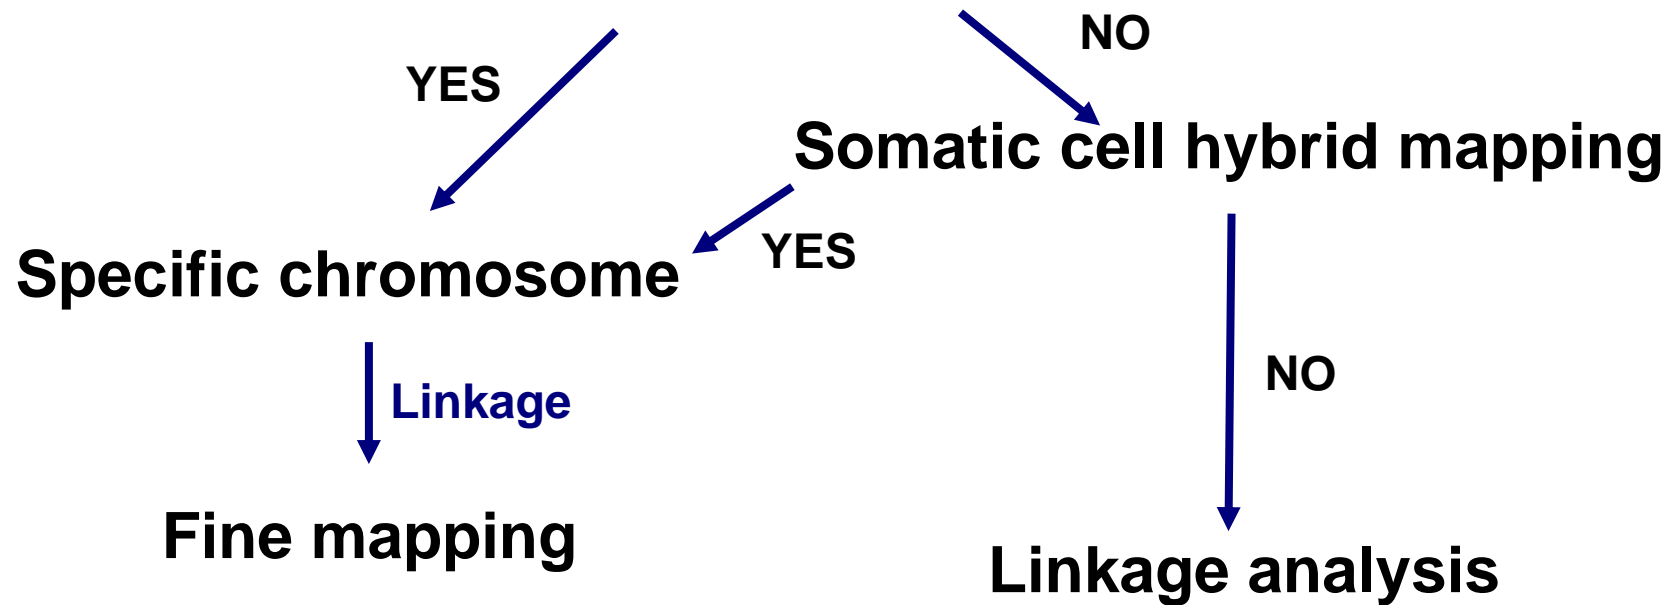 NO
YES
Somatic cell hybrid mapping
YES
Specific chromosome
NO
Linkage
Fine mapping
Linkage analysis